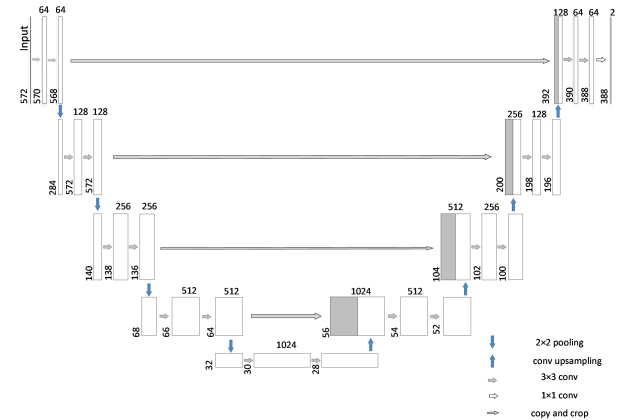 64 64
Input
572 570 568
128 64 64 2
392 390 388 388
128 128
284 572 572
256 128
200 198 196
256 256
140 138 136
512 256
104 102 100
512 512
68 66 64
1024 512
56 54 52
1024
32 30 28
2×2 pooling
conv upsampling
3×3 conv
1×1 conv
copy and crop